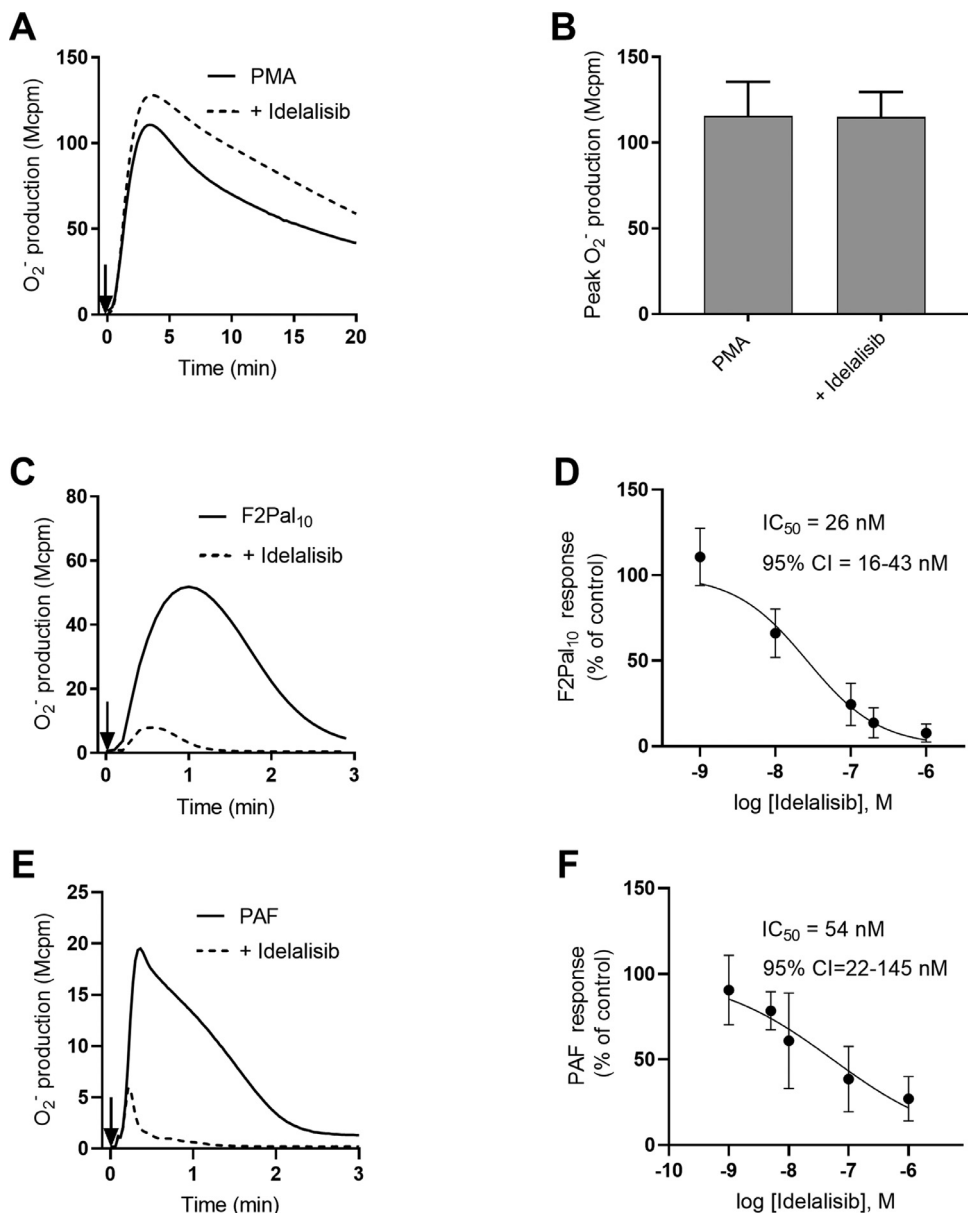 A
O₂⁻ production (Mcpm)
150
100
50
0
PMA
+ Idelalisib
0 5 10 15 20
Time (min)
B
Peak O₂⁻ production (Mcpm)
150
100
50
0
PMA
+ Idelalisib
C
O₂⁻ production (Mcpm)
80
60
40
20
0
F2Pal₁₀
+ Idelalisib
0 1 2 3
Time (min)
D
F2Pal₁₀ response
(% of control)
150
100
50
0
IC₅₀ = 26 nM
95% CI = 16-43 nM
-9 -8 -7 -6
log [Idelalisib], M
E
O₂⁻ production (Mcpm)
25
20
15
10
5
0
PAF
+ Idelalisib
0 1 2 3
Time (min)
F
PAF response
(% of control)
150
100
50
0
IC₅₀ = 54 nM
95% CI=22-145 nM
-10 -9 -8 -7 -6
log [Idelalisib], M